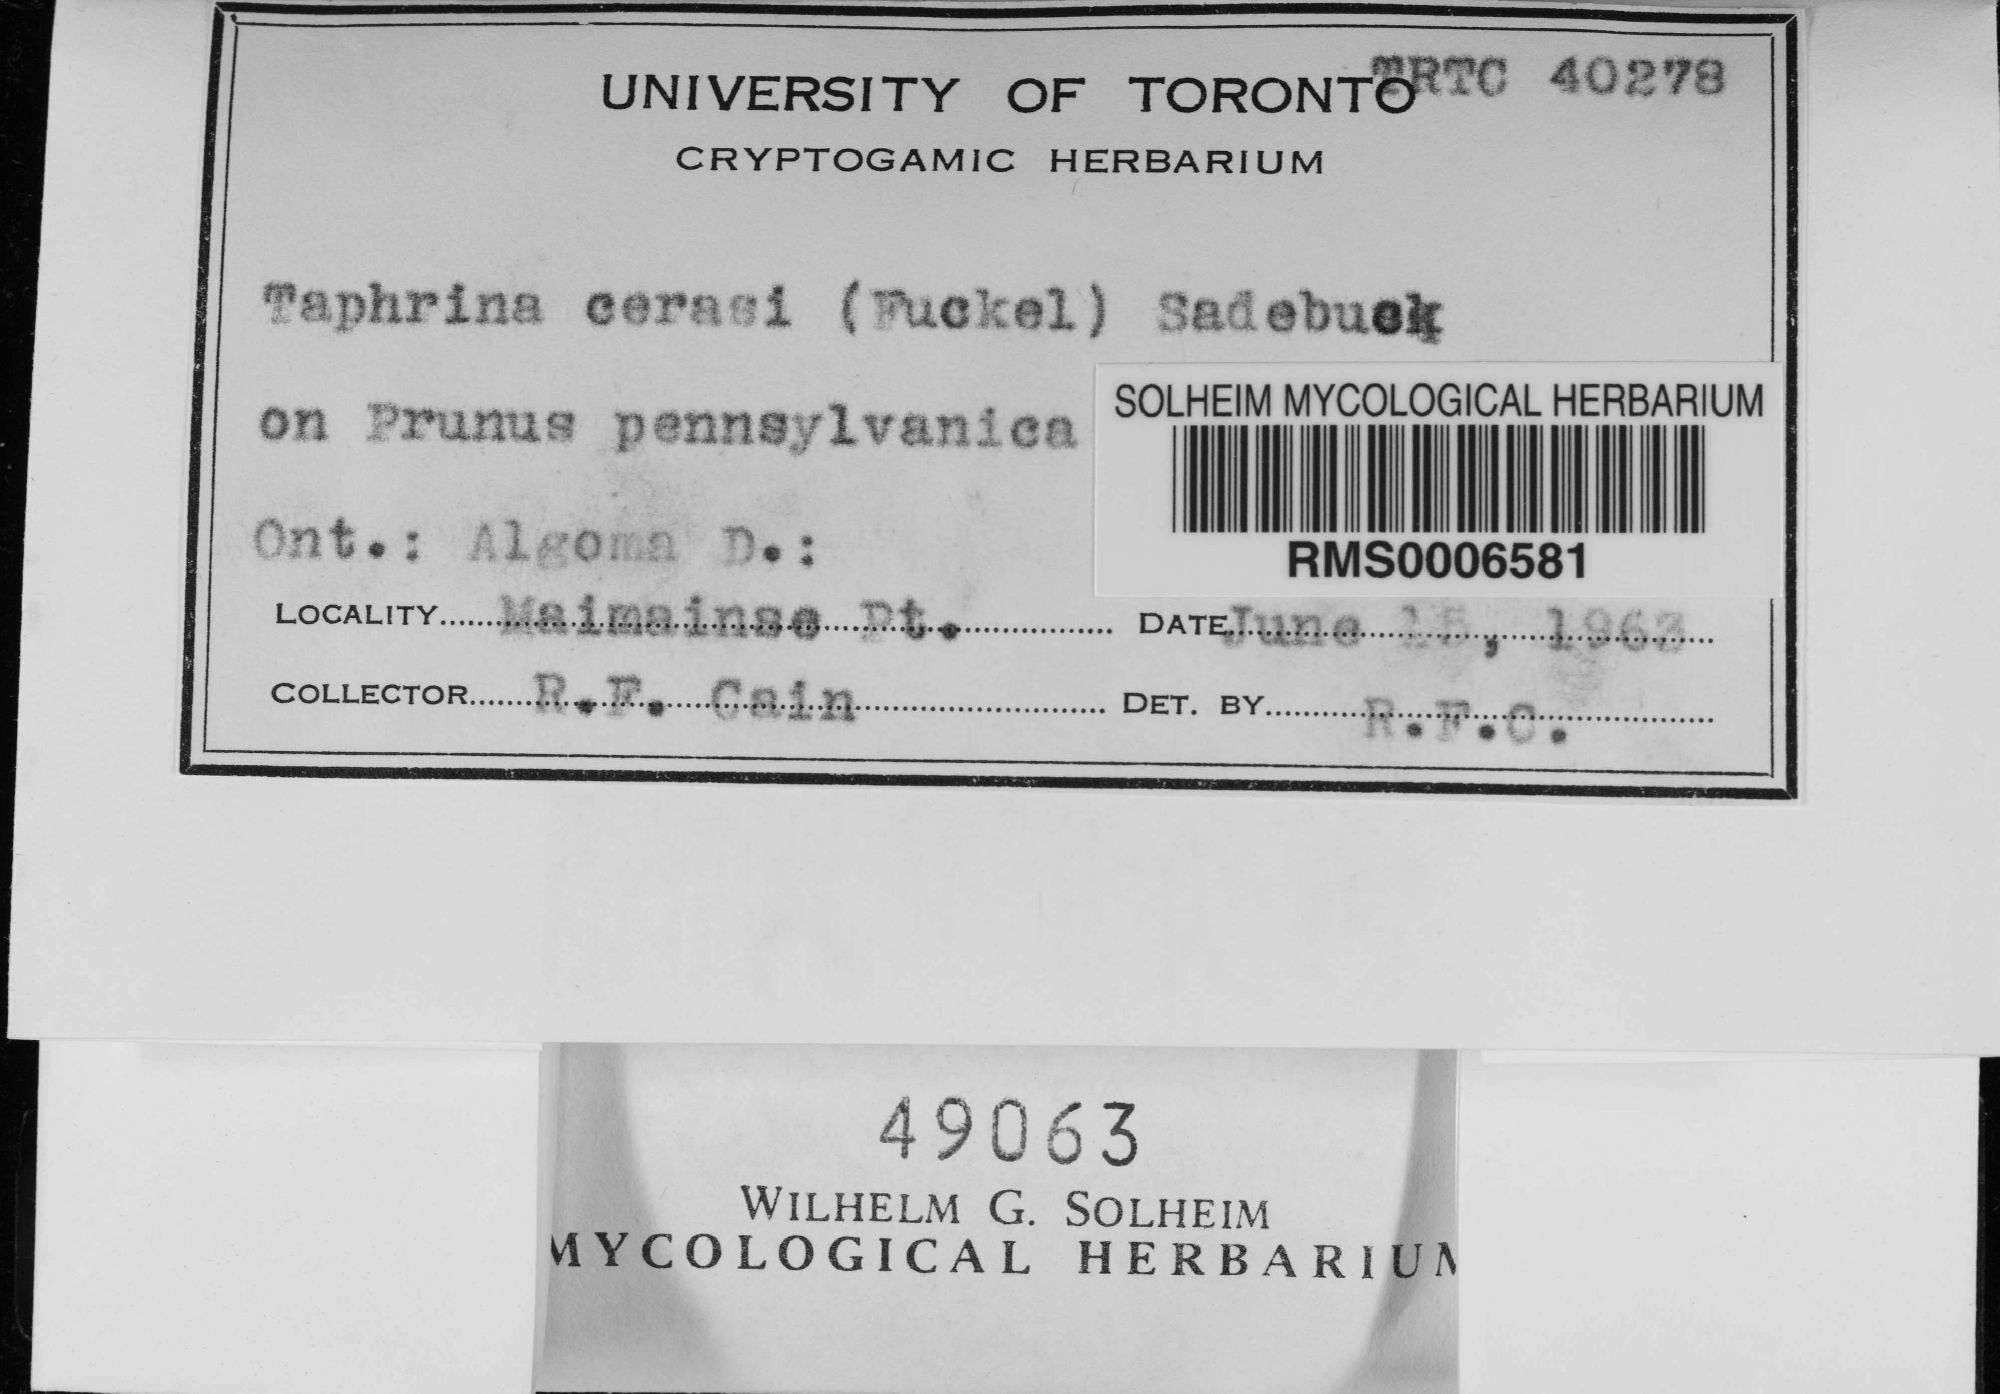 TRTC 40278
UNIVERSITY OF TORONTO
CRYPTOGAMIC HERBARIUM
Taphrina cerasi (Fuckel) Sadebuek
on Prunus pennsylvanica
SOLHEIM MYCOLOGICAL HERBARIUM
RMS0006581
Ont.: Algoma D.:
LOCALITY Maimainse Pt. DATE June 15, 1963
COLLECTOR R.F. Cain DET. BY R.F.C.
49063
WILHELM G. SOLHEIM
MYCOLOGICAL HERBARIUM